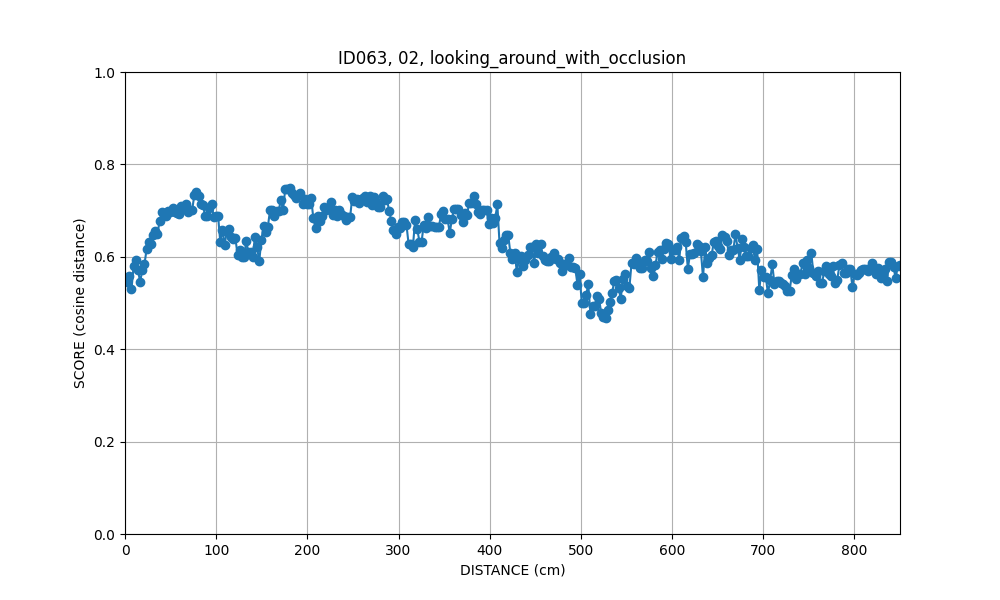 ID063, 02, looking_around_with_occlusion
SCORE (cosine distance)
1.0
0.8
0.6
0.4
0.2
0.0
0 100 200 300 400 500 600 700 800
DISTANCE (cm)